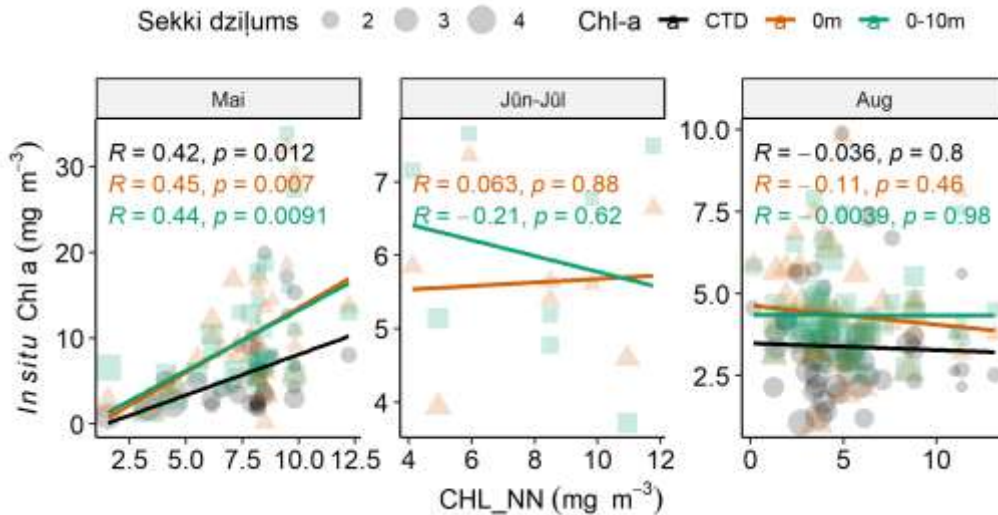 Sekki dziļums 2 3 4 Chl-a CTD 0m 0-10m
Mai Jūn-Jūl Aug
R = 0.42, p = 0.012
R = 0.45, p = 0.007
R = 0.44, p = 0.0091
R = 0.063, p = 0.88
R = −0.21, p = 0.62
R = −0.036, p = 0.8
R = −0.11, p = 0.46
R = −0.0039, p = 0.98
In situ Chl a (mg m⁻³)
30
20
10
0
7
6
5
4
10.0
7.5
5.0
2.5
2.5 5.0 7.5 10.0 12.5 4 6 8 10 12 0 5 10
CHL_NN (mg m⁻³)